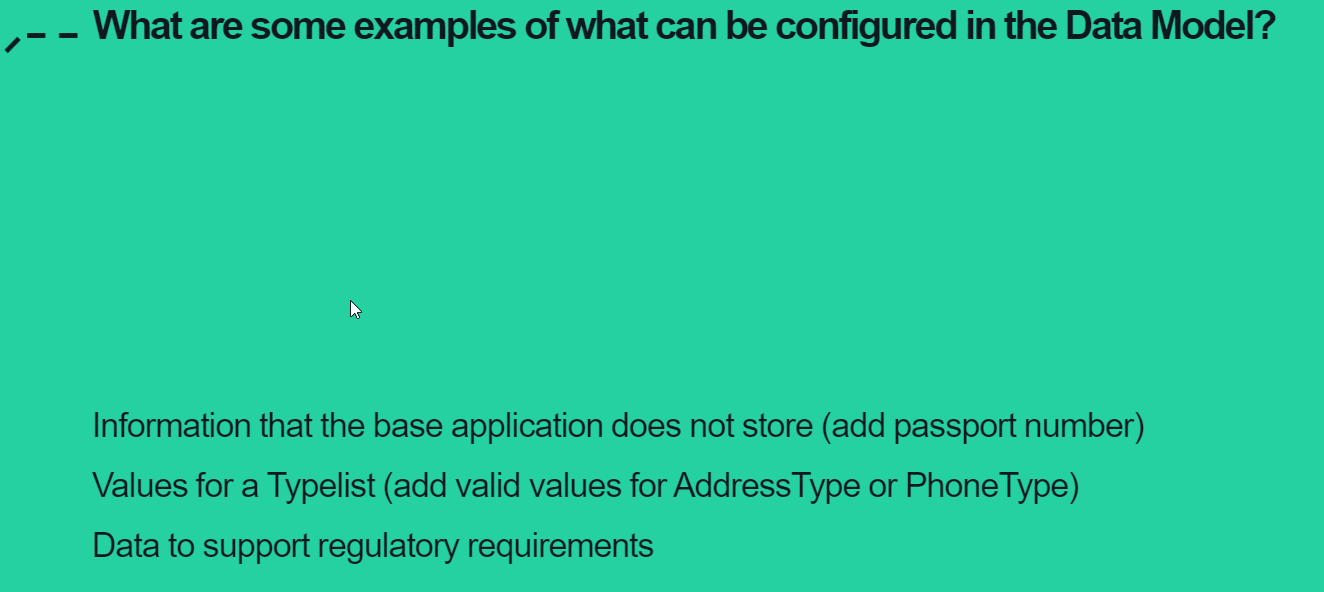 What are some examples of what can be configured in the Data Model?
Information that the base application does not store (add passport number)
Values for a Typelist (add valid values for AddressType or PhoneType)
Data to support regulatory requirements